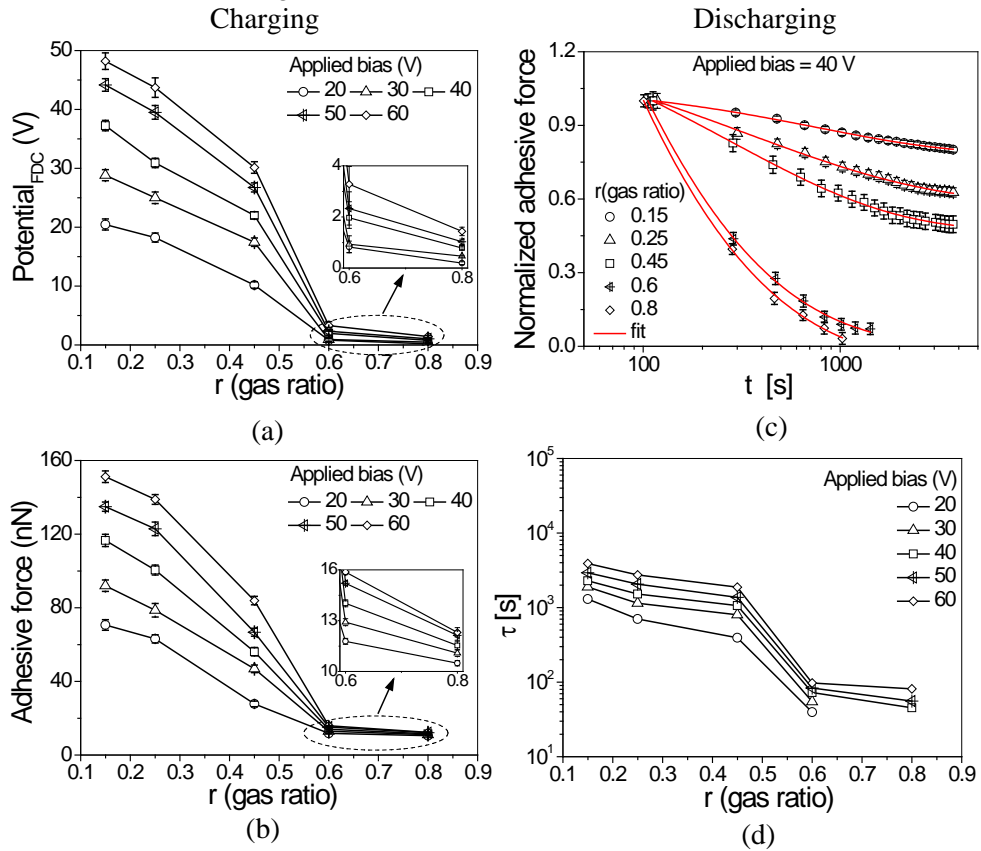 Charging
Discharging
50
40
30
20
10
0
Potential_FDC (V)
Applied bias (V)
20 30 40
50 60
4
2
0
0.6 0.8
0.1 0.2 0.3 0.4 0.5 0.6 0.7 0.8 0.9
r (gas ratio)
(a)
1.2
0.9
0.6
0.3
0.0
Normalized adhesive force
Applied bias = 40 V
r(gas ratio)
0.15
0.25
0.45
0.6
0.8
fit
100 1000
t [s]
(c)
160
120
80
40
0
Adhesive force (nN)
Applied bias (V)
20 30 40
50 60
16
13
10
0.6 0.8
0.1 0.2 0.3 0.4 0.5 0.6 0.7 0.8 0.9
r (gas ratio)
(b)
10^5
10^4
10^3
10^2
10^1
τ [s]
Applied bias (V)
20
30
40
50
60
0.1 0.2 0.3 0.4 0.5 0.6 0.7 0.8 0.9
r (gas ratio)
(d)